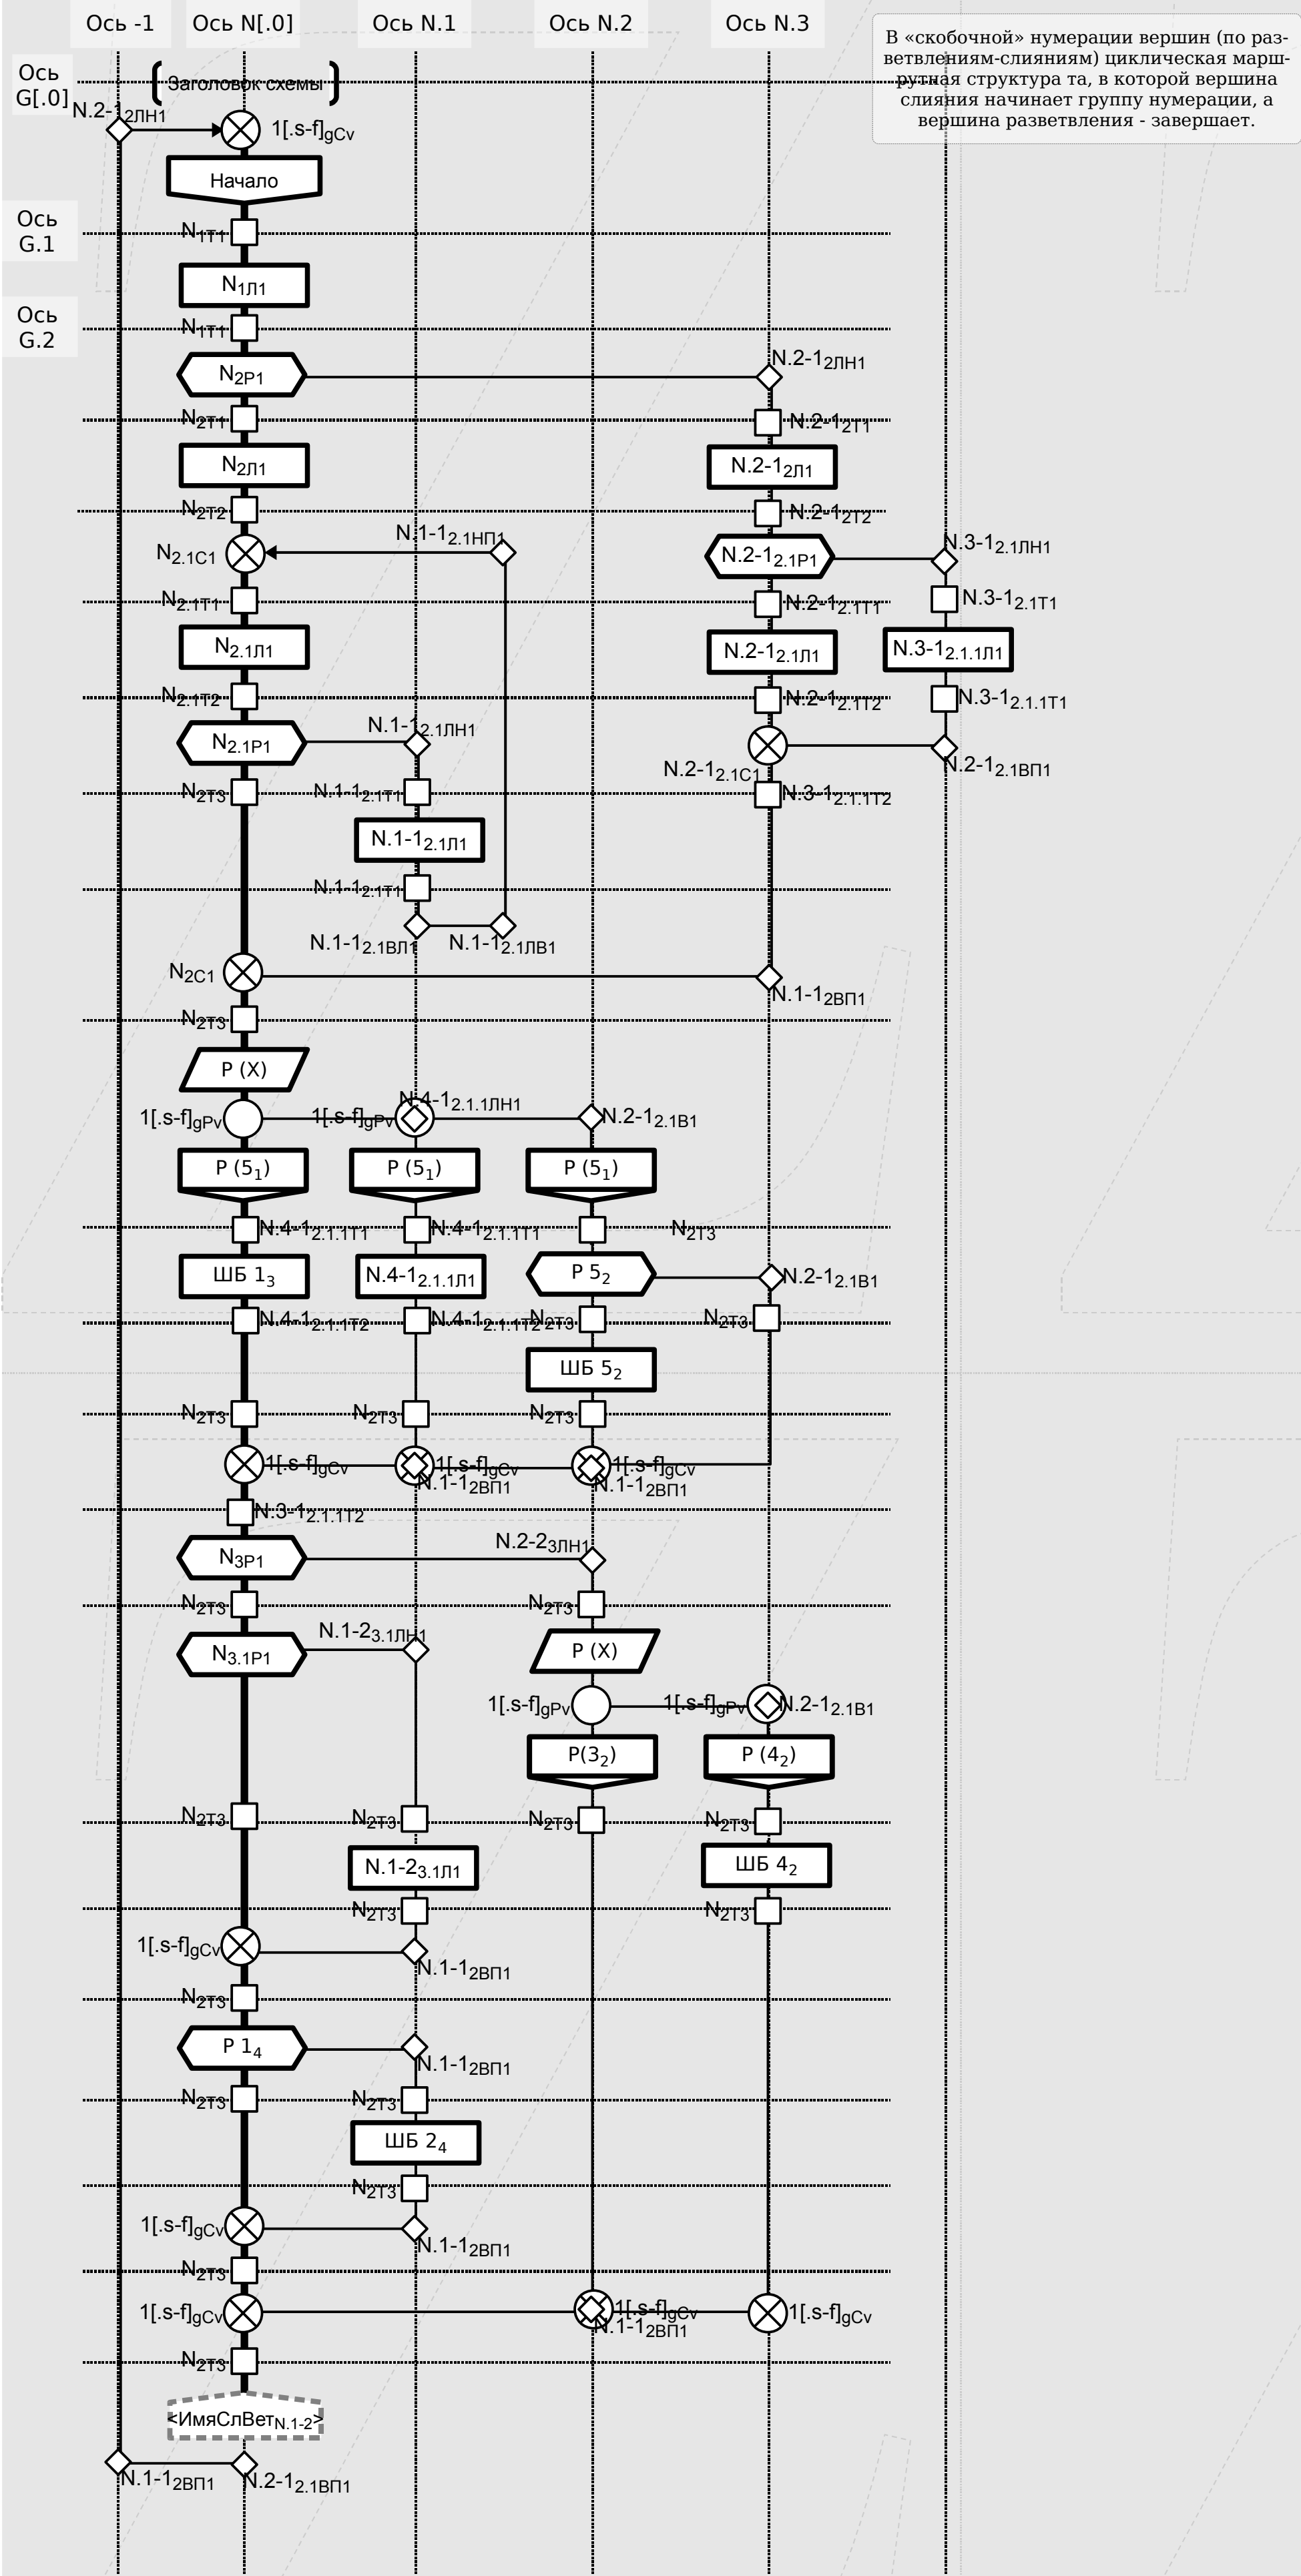 Ось -1 Ось N[.0] Ось N.1 Ось N.2 Ось N.3
В «скобочной» нумерации вершин (по раз-
ветвлениям-слияниям) циклическая марш-
рутная структура та, в которой вершина
слияния начинает группу нумерации, а
вершина разветвления - завершает.
Ось
G[.0]
Заголовок схемы
N.2-12ЛН1
1[.s-f]gCv
Начало
Ось
G.1
N1Т1
N1Л1
Ось
G.2
N1Т1
N2Р1 N.2-12ЛН1
N2Т1 N.2-12Т1
N2Л1 N.2-12Л1
N2Т2 N.2-12Т2
N2.1С1 N.1-12.1НП1 N.2-12.1Р1 N.3-12.1ЛН1
N2.1Т1 N.2-12.1Т1 N.3-12.1Т1
N2.1Л1 N.2-12.1Л1 N.3-12.1.1Л1
N2.1Т2 N.2-12.1Т2 N.3-12.1.1Т1
N2.1Р1 N.1-12.1ЛН1 N.2-12.1С1 N.2-12.1ВП1
N2Т3 N.1-12.1Т1 N.3-12.1.1Т2
N.1-12.1Л1
N.1-12.1Т1
N.1-12.1ВЛ1 N.1-12.1ЛВ1
N2С1 N.1-12ВП1
N2Т3
Р (Х)
1[.s-f]gPv 1[.s-f]gPv N.4-12.1.1ЛН1 N.2-12.1В1
Р (51) Р (51) Р (51)
N.4-12.1.1Т1 N.4-12.1.1Т1 N2Т3
ШБ 13 N.4-12.1.1Л1 Р 52 N.2-12.1В1
N.4-12.1.1Т2 N.4-12.1.1Т2 N2Т3 N2Т3
ШБ 52
N2Т3 N2Т3 N2Т3
1[.s-f]gCv 1[.s-f]gCv 1[.s-f]gCv
N.1-12ВП1 N.1-12ВП1
N.3-12.1.1Т2
N3Р1 N.2-23ЛН1
N2Т3 N2Т3
N3.1Р1 N.1-23.1ЛН1 Р (Х)
1[.s-f]gPv 1[.s-f]gPv N.2-12.1В1
Р(32) Р (42)
N2Т3 N2Т3 N2Т3 N2Т3
N.1-23.1Л1 ШБ 42
N2Т3 N2Т3
1[.s-f]gCv N.1-12ВП1
N2Т3
Р 14 N.1-12ВП1
N2Т3 N2Т3
ШБ 24
N2Т3
1[.s-f]gCv N.1-12ВП1
N2Т3
1[.s-f]gCv 1[.s-f]gCv 1[.s-f]gCv
N.1-12ВП1
N2Т3
<ИмяСлВетN.1-2>
N.1-12ВП1 N.2-12.1ВП1